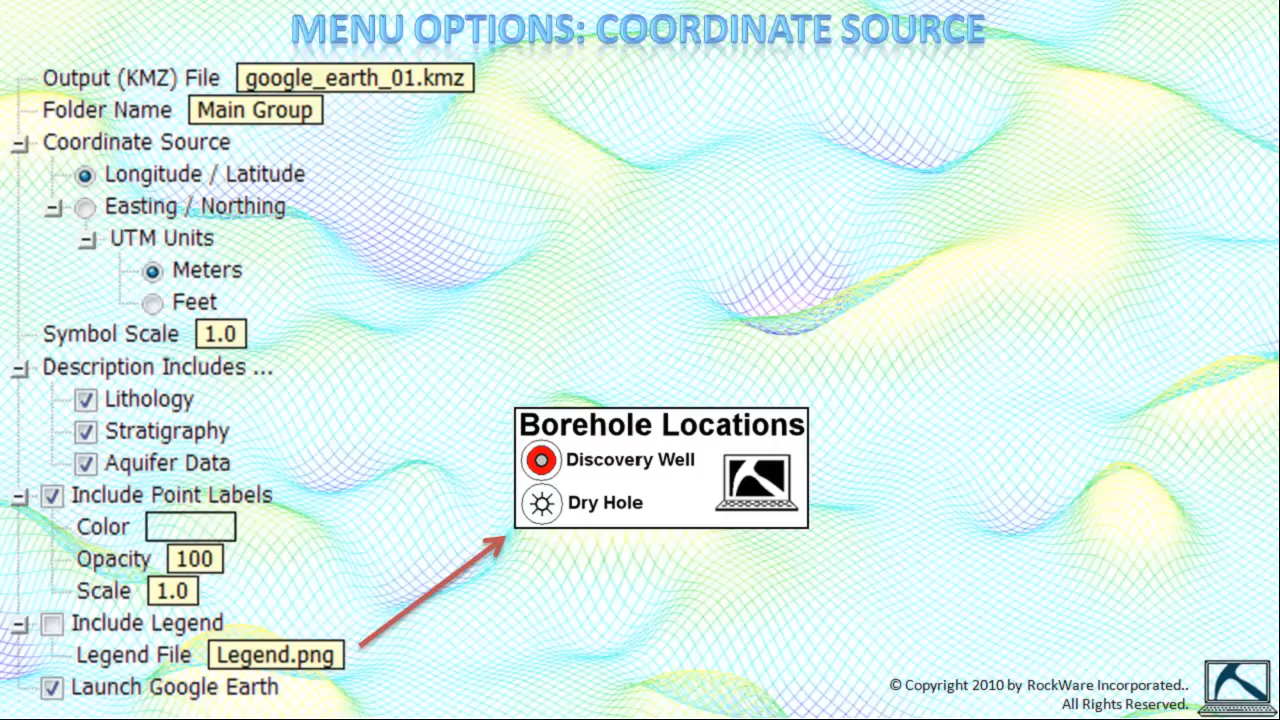 MENU OPTIONS: COORDINATE SOURCE
Output (KMZ) File google_earth_01.kmz
Folder Name Main Group
Coordinate Source
Longitude / Latitude
Easting / Northing
UTM Units
Meters
Feet
Symbol Scale 1.0
Description Includes ...
Lithology
Stratigraphy
Aquifer Data
Include Point Labels
Color
Opacity 100
Scale 1.0
Include Legend
Legend File Legend.png
Launch Google Earth
Borehole Locations
Discovery Well
Dry Hole
© Copyright 2010 by RockWare Incorporated..
All Rights Reserved.